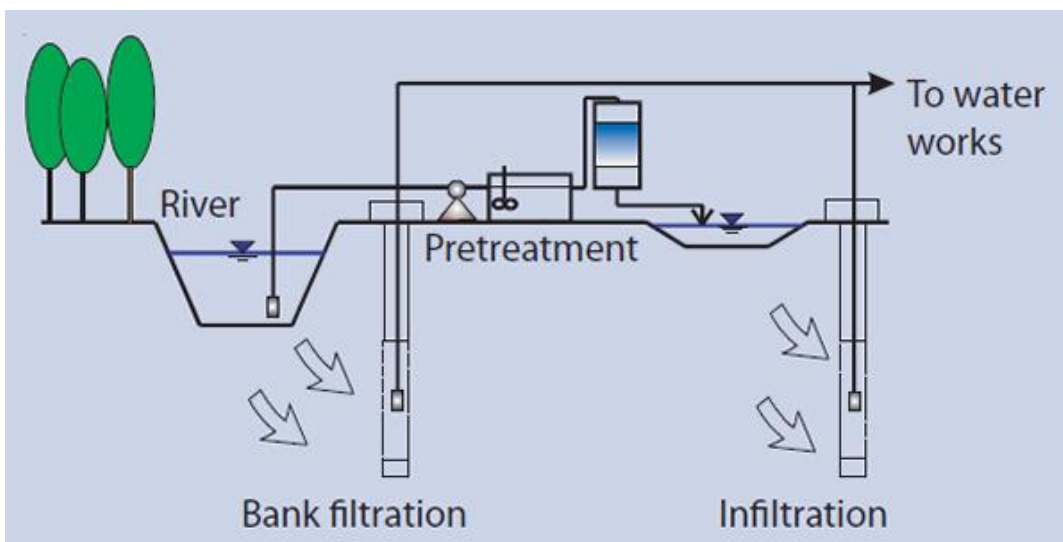 To water
works
River
Pretreatment
Bank filtration
Infiltration